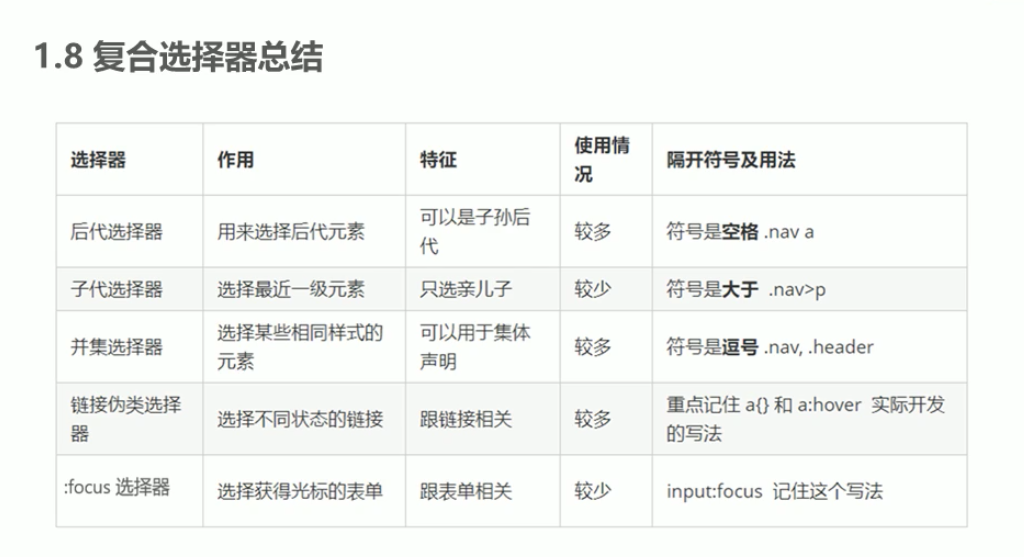 1.8 复合选择器总结
选择器 作用 特征 使用情况 隔开符号及用法
后代选择器 用来选择后代元素 可以是子孙后代 较多 符号是空格 .nav a
子代选择器 选择最近一级元素 只选亲儿子 较少 符号是大于 .nav>p
并集选择器 选择某些相同样式的元素 可以用于集体声明 较多 符号是逗号 .nav, .header
链接伪类选择器 选择不同状态的链接 跟链接相关 较多 重点记住 a{} 和 a:hover 实际开发的写法
:focus 选择器 选择获得光标的表单 跟表单相关 较少 input:focus 记住这个写法